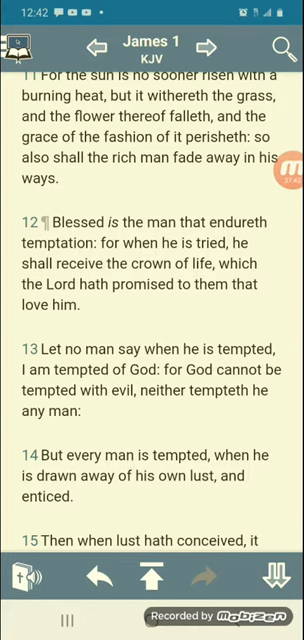 12:42
James 1
KJV
11 For the sun is no sooner risen with a
burning heat, but it withereth the grass,
and the flower thereof falleth, and the
grace of the fashion of it perisheth: so
also shall the rich man fade away in his
ways.
27:42
12 ¶ Blessed is the man that endureth
temptation: for when he is tried, he
shall receive the crown of life, which
the Lord hath promised to them that
love him.
13 Let no man say when he is tempted,
I am tempted of God: for God cannot be
tempted with evil, neither tempteth he
any man:
14 But every man is tempted, when he
is drawn away of his own lust, and
enticed.
15 Then when lust hath conceived, it
Recorded by Mobizen